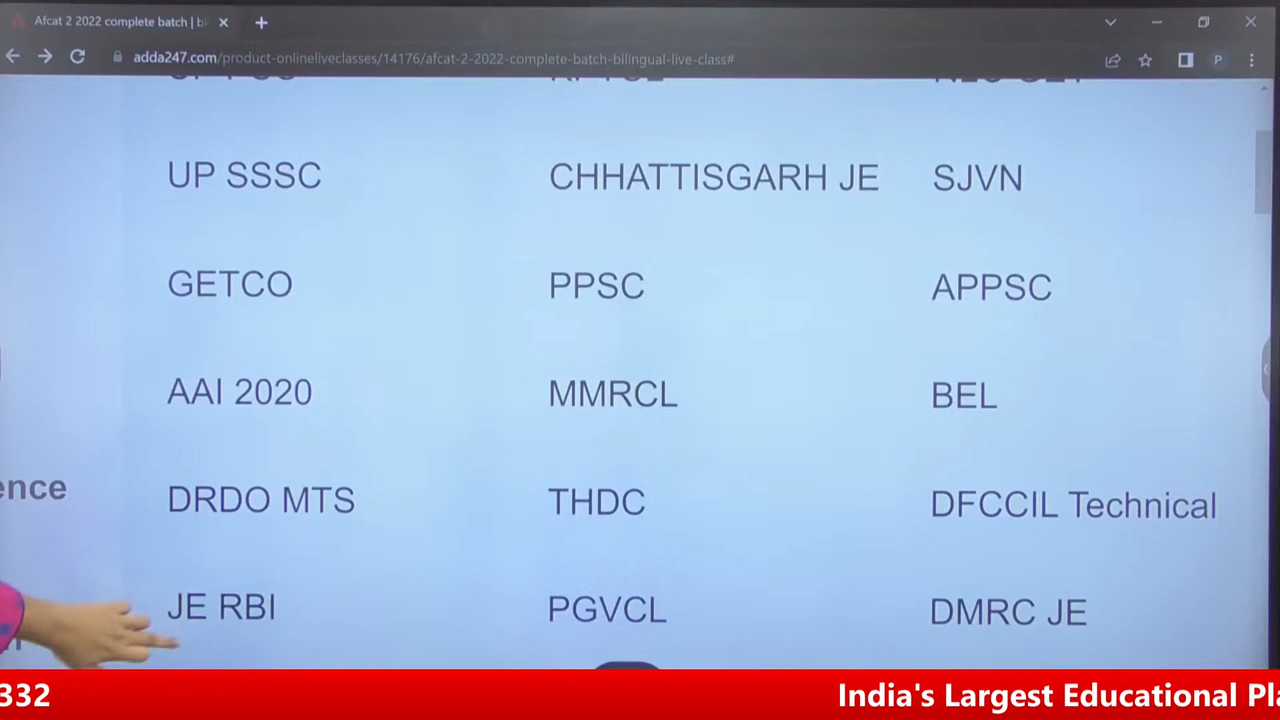 Afcat 2 2022 complete batch | bi
adda247.com/product-onlineliveclasses/14176/afcat-2-2022-complete-batch-bilingual-live-class#
P
UP SSSC CHHATTISGARH JE SJVN
GETCO PPSC APPSC
AAI 2020 MMRCL BEL
ence
DRDO MTS THDC DFCCIL Technical
JE RBI PGVCL DMRC JE
332 India's Largest Educational Pla